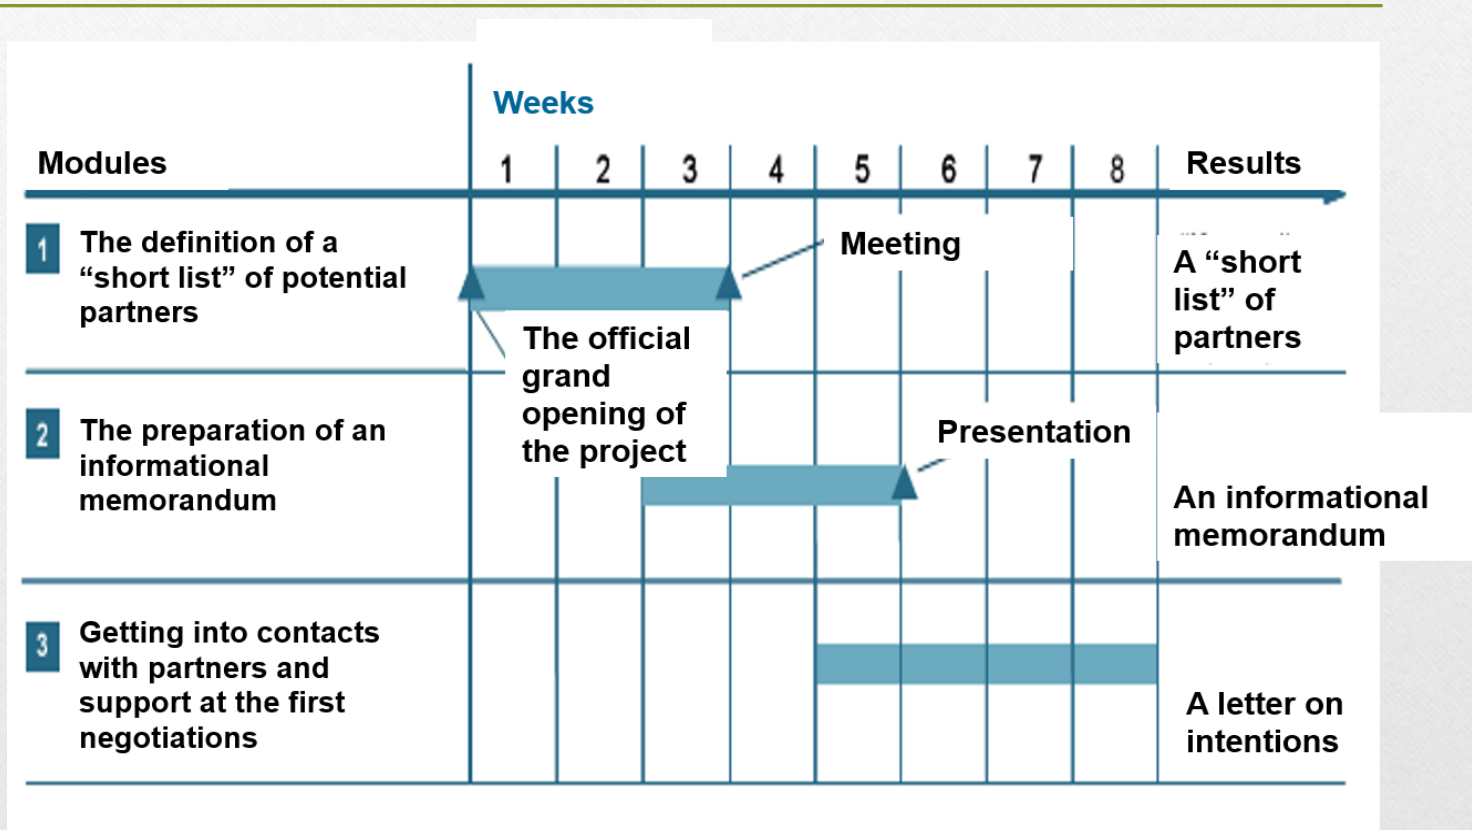 Weeks
Modules
1 2 3 4 5 6 7 8
Results
1
The definition of a
“short list” of potential
partners
Meeting
A “short
list” of
partners
The official
grand
opening of
the project
2
The preparation of an
informational
memorandum
Presentation
An informational
memorandum
3
Getting into contacts
with partners and
support at the first
negotiations
A letter on
intentions